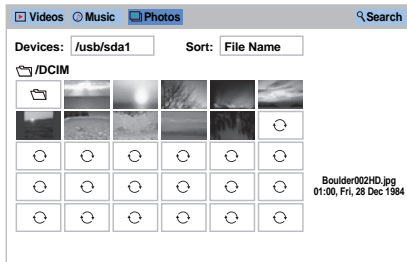 Videos Music Photos Search
Devices: /usb/sda1 Sort: File Name
/DCIM
Boulder002HD.jpg
01:00, Fri, 28 Dec 1984